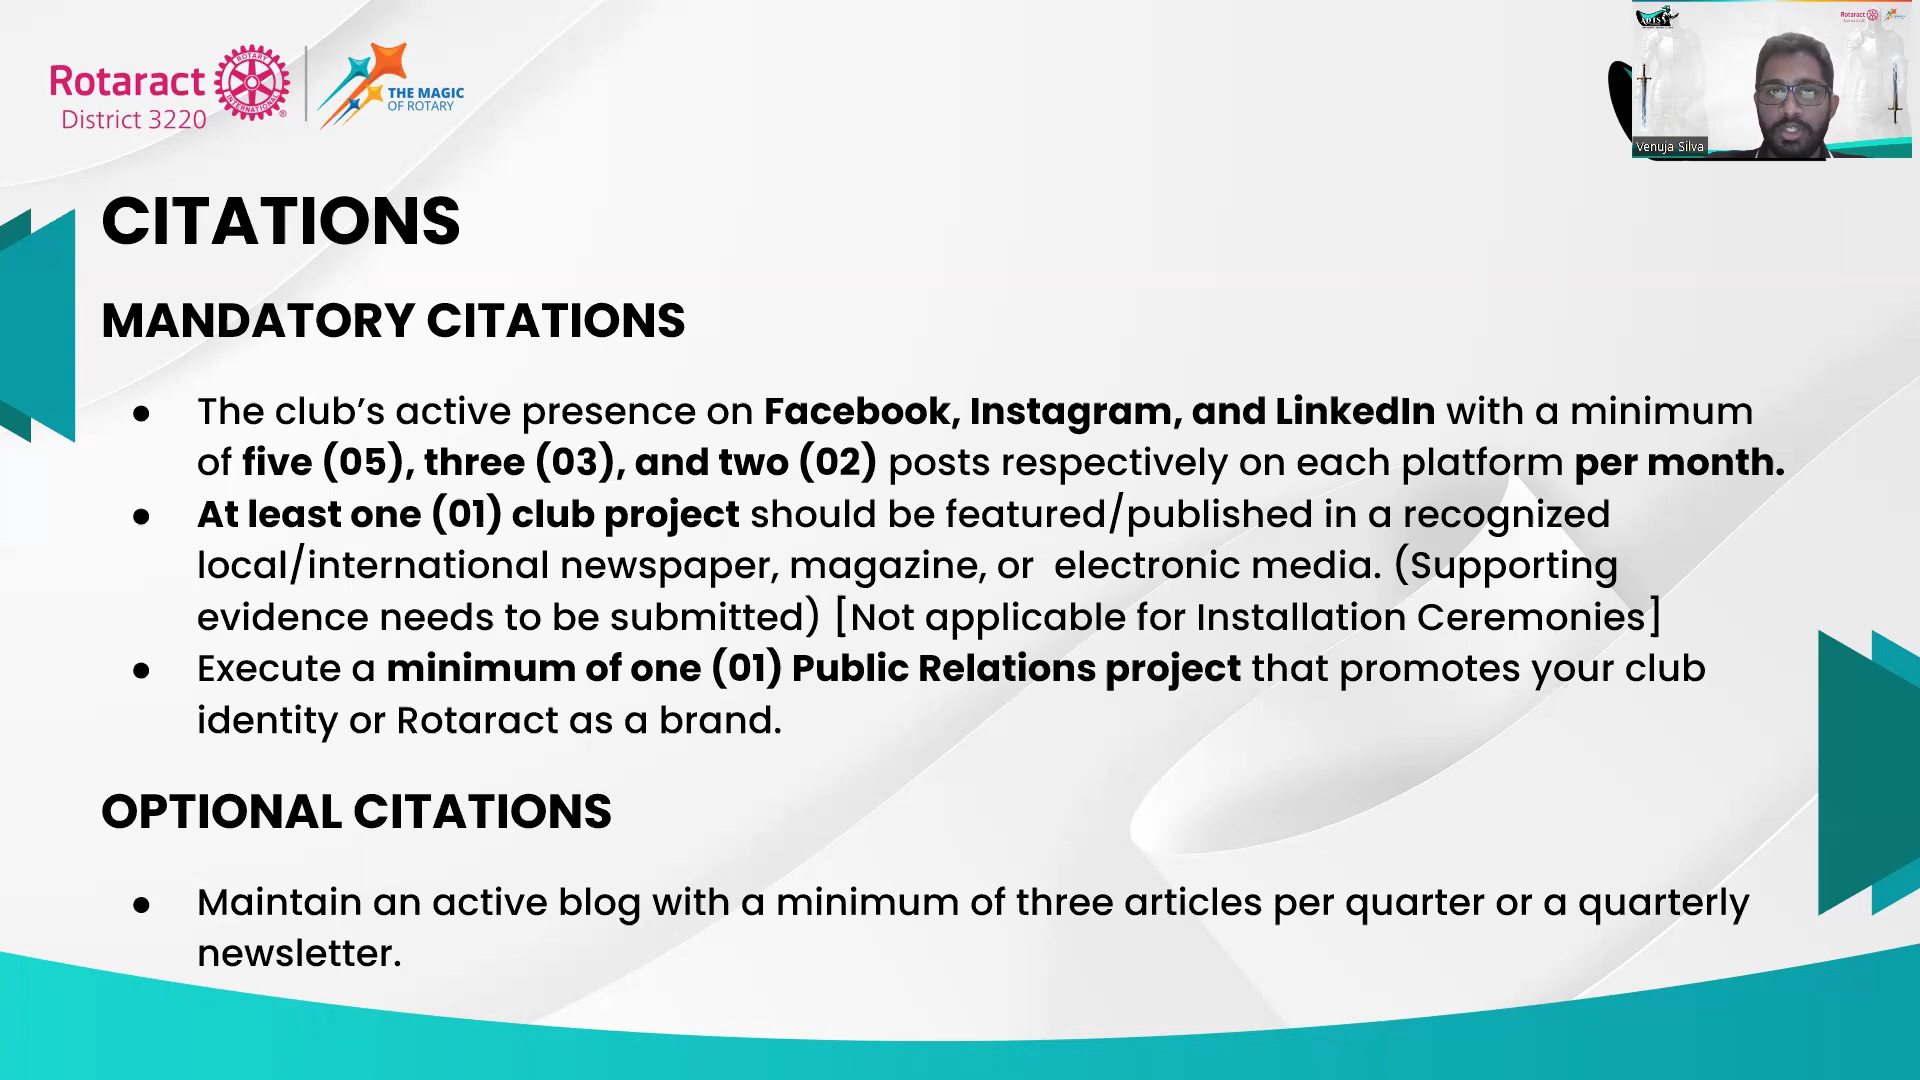 Rotaract
District 3220
ROTARY
INTERNATIONAL
THE MAGIC
OF ROTARY
Rotaract
Venuja Silva
CITATIONS
MANDATORY CITATIONS
● The club’s active presence on Facebook, Instagram, and LinkedIn with a minimum
of five (05), three (03), and two (02) posts respectively on each platform per month.
● At least one (01) club project should be featured/published in a recognized
local/international newspaper, magazine, or  electronic media. (Supporting
evidence needs to be submitted) [Not applicable for Installation Ceremonies]
● Execute a minimum of one (01) Public Relations project that promotes your club
identity or Rotaract as a brand.
OPTIONAL CITATIONS
● Maintain an active blog with a minimum of three articles per quarter or a quarterly
newsletter.